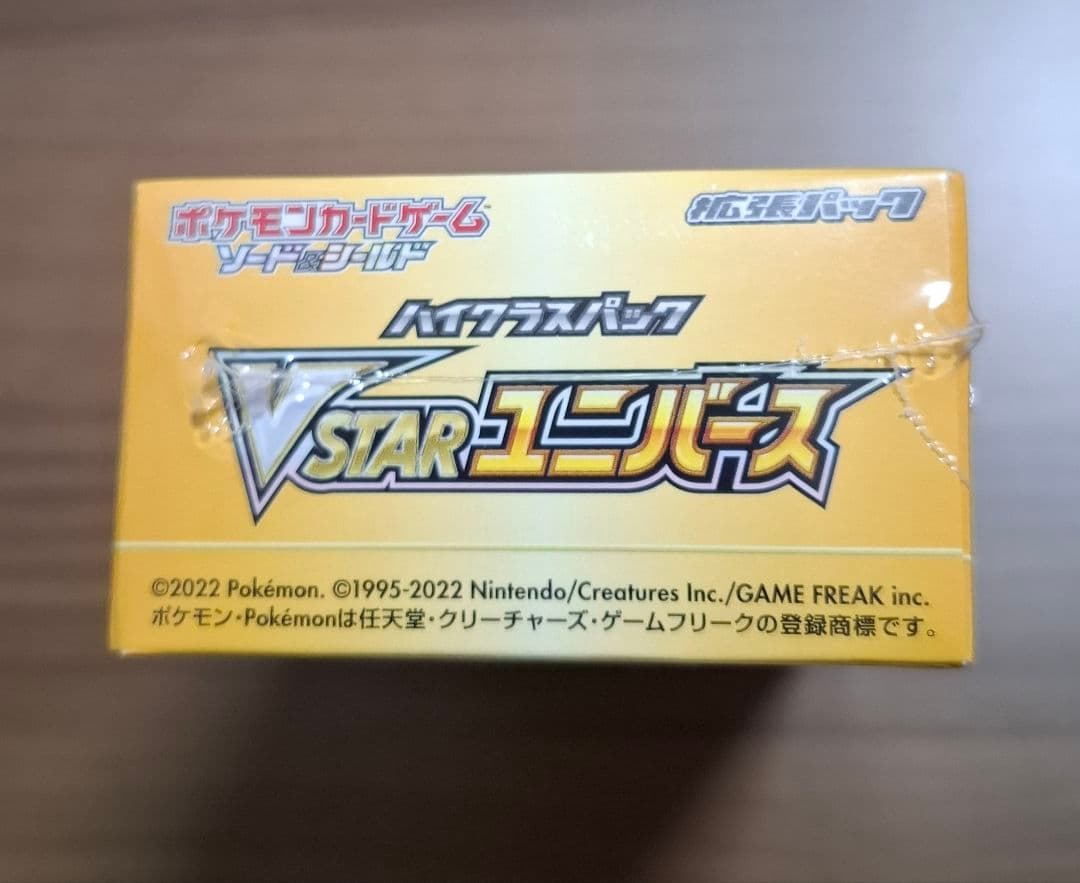 ポケモンカードゲーム™
ソード&シールド
拡張パック
ハイクラスパック
VSTARユニバース
©2022 Pokémon. ©1995-2022 Nintendo/Creatures Inc./GAME FREAK inc.
ポケモン・Pokémonは任天堂・クリーチャーズ・ゲームフリークの登録商標です。